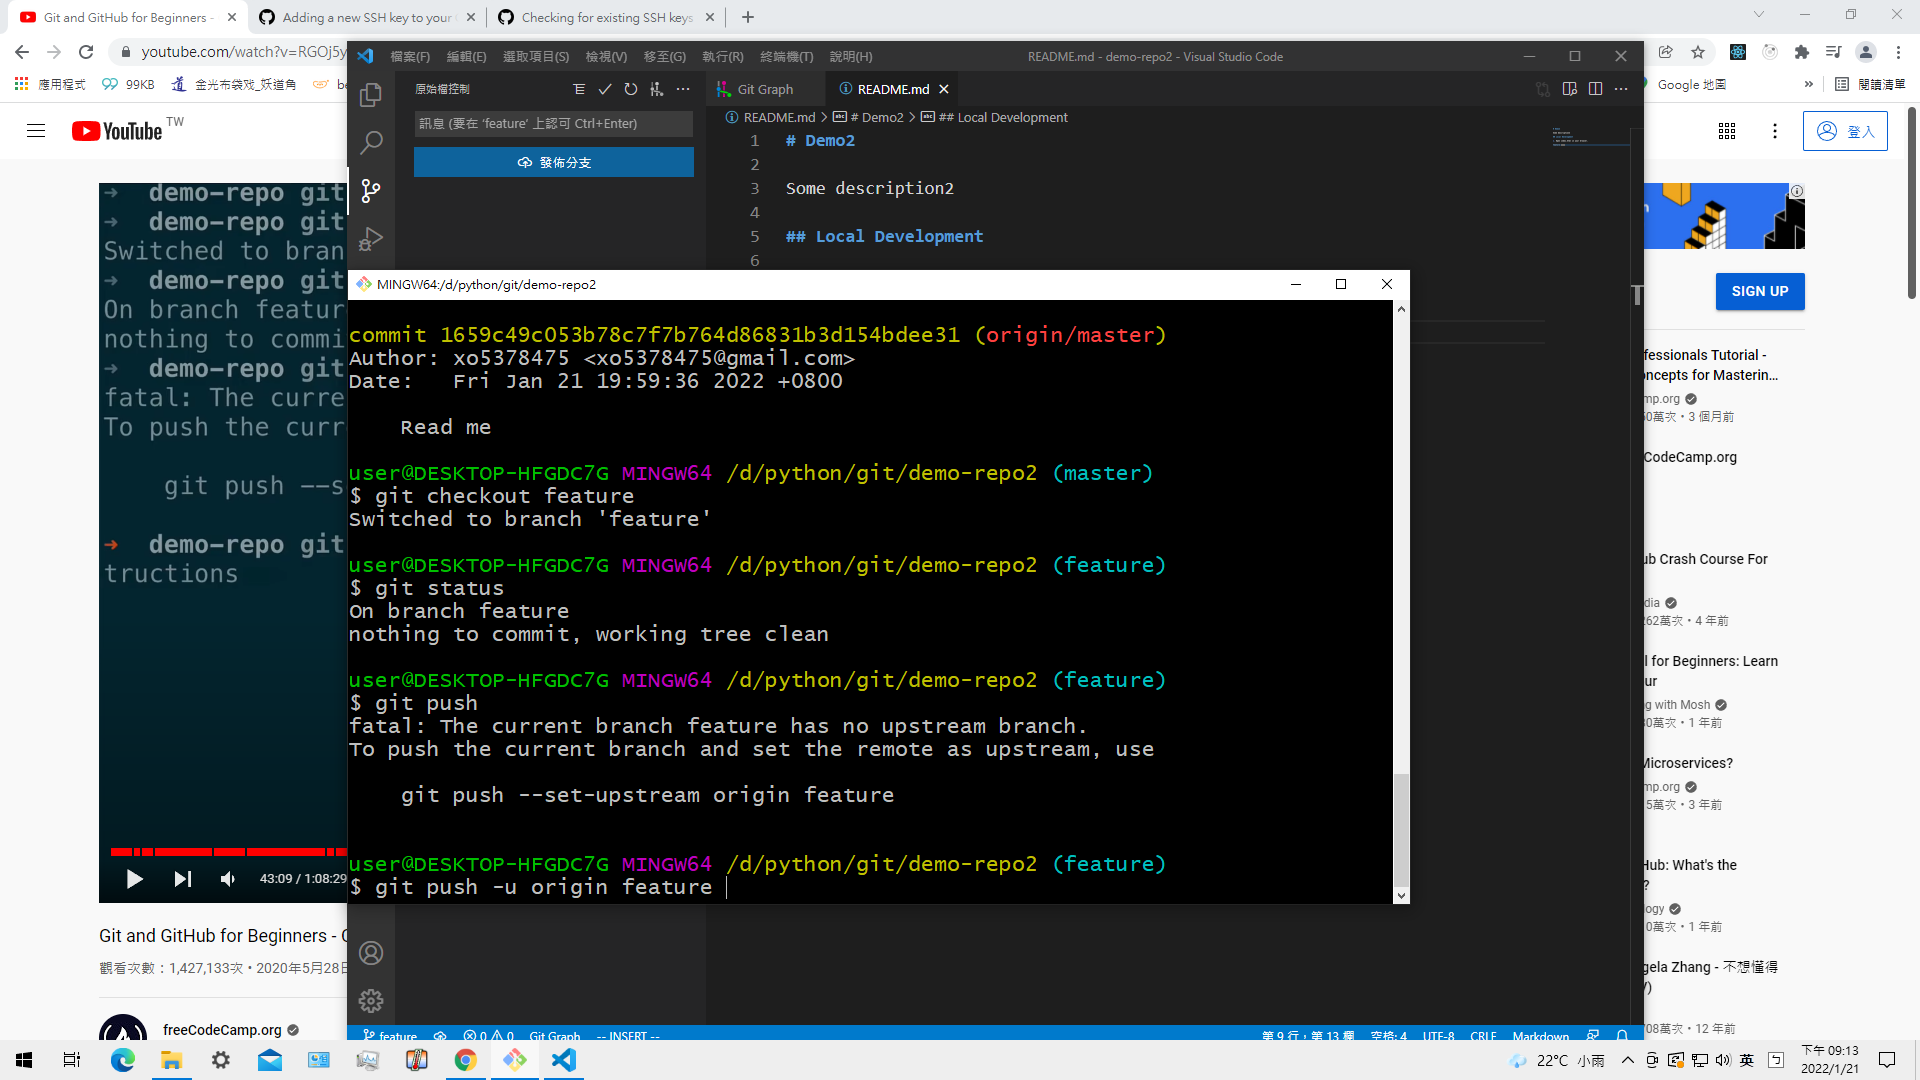 Git and GitHub for Beginners -
Adding a new SSH key to your
Checking for existing SSH keys
youtube.com/watch?v=RGOj5y
應用程式
99KB
金光布袋戏_妖道角
be
Google 地圖
»
閱讀清單
檔案(F) 編輯(E) 選取項目(S) 檢視(V) 移至(G) 執行(R) 終端機(T) 說明(H)
README.md - demo-repo2 - Visual Studio Code
原始檔控制
Git Graph
README.md
訊息 (要在 'feature' 上認可 Ctrl+Enter)
發佈分支
README.md > # Demo2 > ## Local Development
1 # Demo2
2
3 Some description2
4
5 ## Local Development
6
YouTube TW
登入
➜ demo-repo git
➜ demo-repo git
Switched to bran
➜ demo-repo git
On branch featur
nothing to commi
➜ demo-repo git
fatal: The curre
To push the curr
git push --s
➜ demo-repo git
tructions
43:09 / 1:08:29
Git and GitHub for Beginners - C
觀看次數：1,427,133次 • 2020年5月28日
freeCodeCamp.org
MINGW64:/d/python/git/demo-repo2
commit 1659c49c053b78c7f7b764d86831b3d154bdee31 (origin/master)
Author: xo5378475 <xo5378475@gmail.com>
Date:   Fri Jan 21 19:59:36 2022 +0800
Read me
user@DESKTOP-HFGDC7G MINGW64 /d/python/git/demo-repo2 (master)
$ git checkout feature
Switched to branch 'feature'
user@DESKTOP-HFGDC7G MINGW64 /d/python/git/demo-repo2 (feature)
$ git status
On branch feature
nothing to commit, working tree clean
user@DESKTOP-HFGDC7G MINGW64 /d/python/git/demo-repo2 (feature)
$ git push
fatal: The current branch feature has no upstream branch.
To push the current branch and set the remote as upstream, use
git push --set-upstream origin feature
user@DESKTOP-HFGDC7G MINGW64 /d/python/git/demo-repo2 (feature)
$ git push -u origin feature
SIGN UP
fessionals Tutorial -
ncepts for Masterin...
mp.org
0萬次 • 3 個月前
CodeCamp.org
ub Crash Course For
dia
262萬次 • 4 年前
l for Beginners: Learn
ur
g with Mosh
30萬次 • 1 年前
Microservices?
mp.org
5萬次 • 3 年前
Hub: What's the
?
ogy
0萬次 • 1 年前
gela Zhang - 不想懂得
/)
708萬次 • 12 年前
feature
0 0
Git Graph
-- INSERT --
第 9 行，第 13 欄 空格: 4 UTF-8 CRLF Markdown
22°C 小雨
英
下午 09:13
2022/1/21